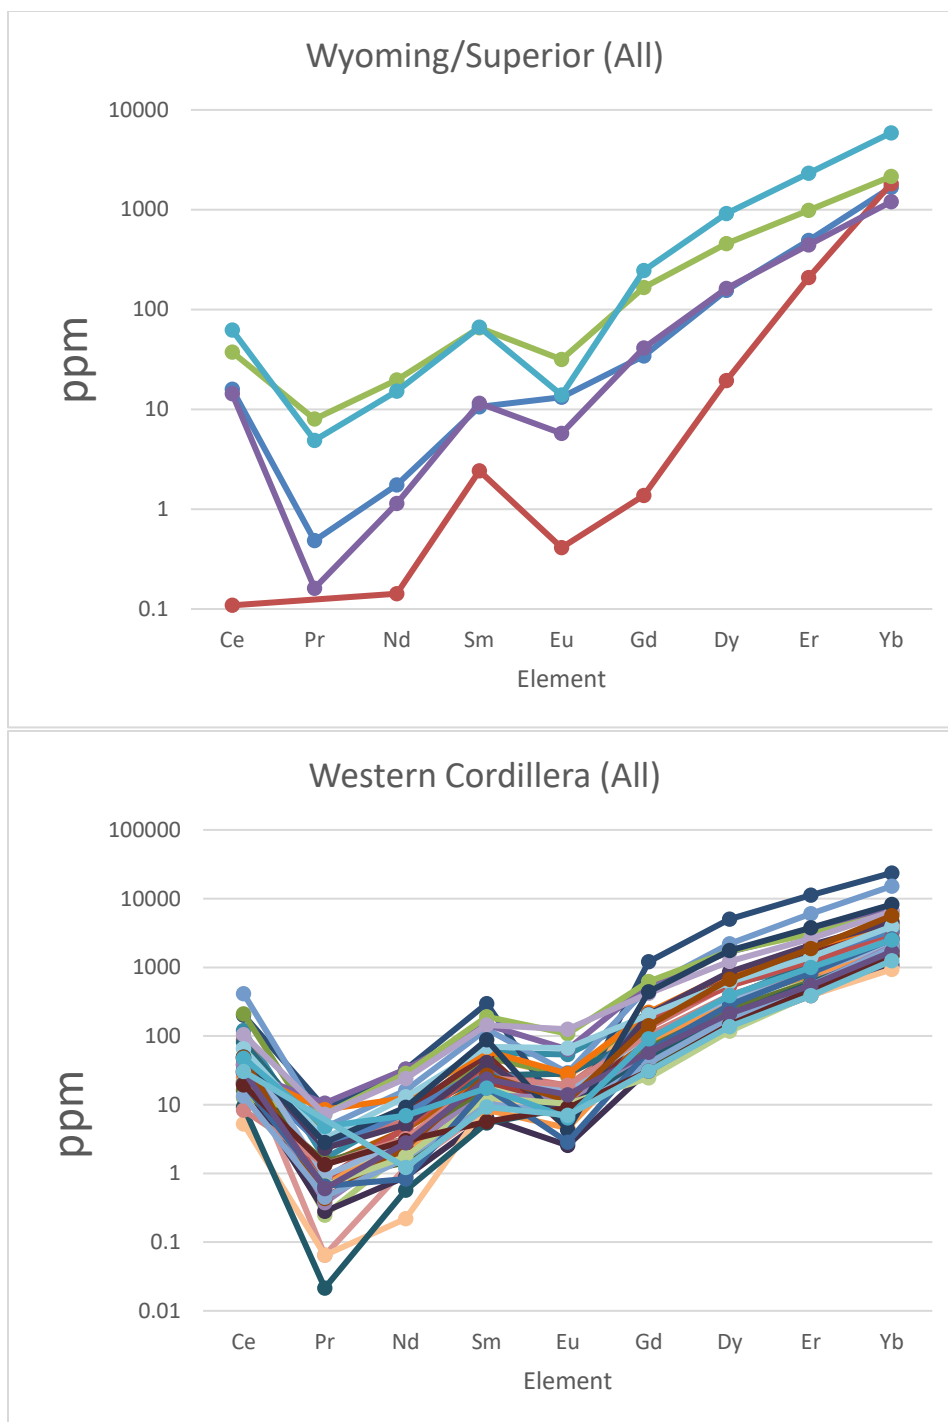 Wyoming/Superior (All)
10000
1000
100
10
1
0.1
ppm
Ce Pr Nd Sm Eu Gd Dy Er Yb
Element
Western Cordillera (All)
100000
10000
1000
100
10
1
0.1
0.01
ppm
Ce Pr Nd Sm Eu Gd Dy Er Yb
Element